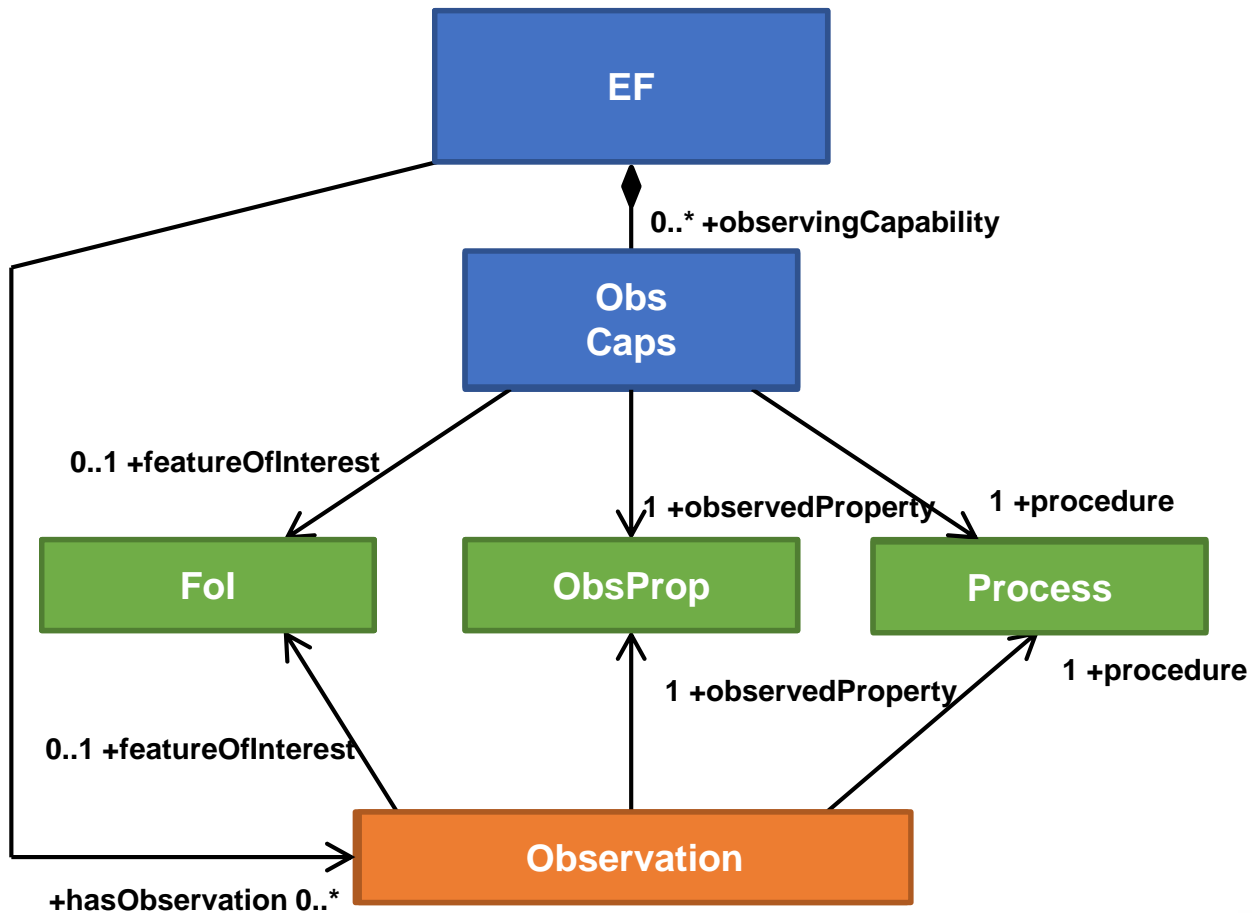 EF
0..* +observingCapability
Obs
Caps
0..1 +featureOfInterest
1 +observedProperty
1 +procedure
FoI
ObsProp
Process
1 +procedure
1 +observedProperty
0..1 +featureOfInterest
Observation
+hasObservation 0..*